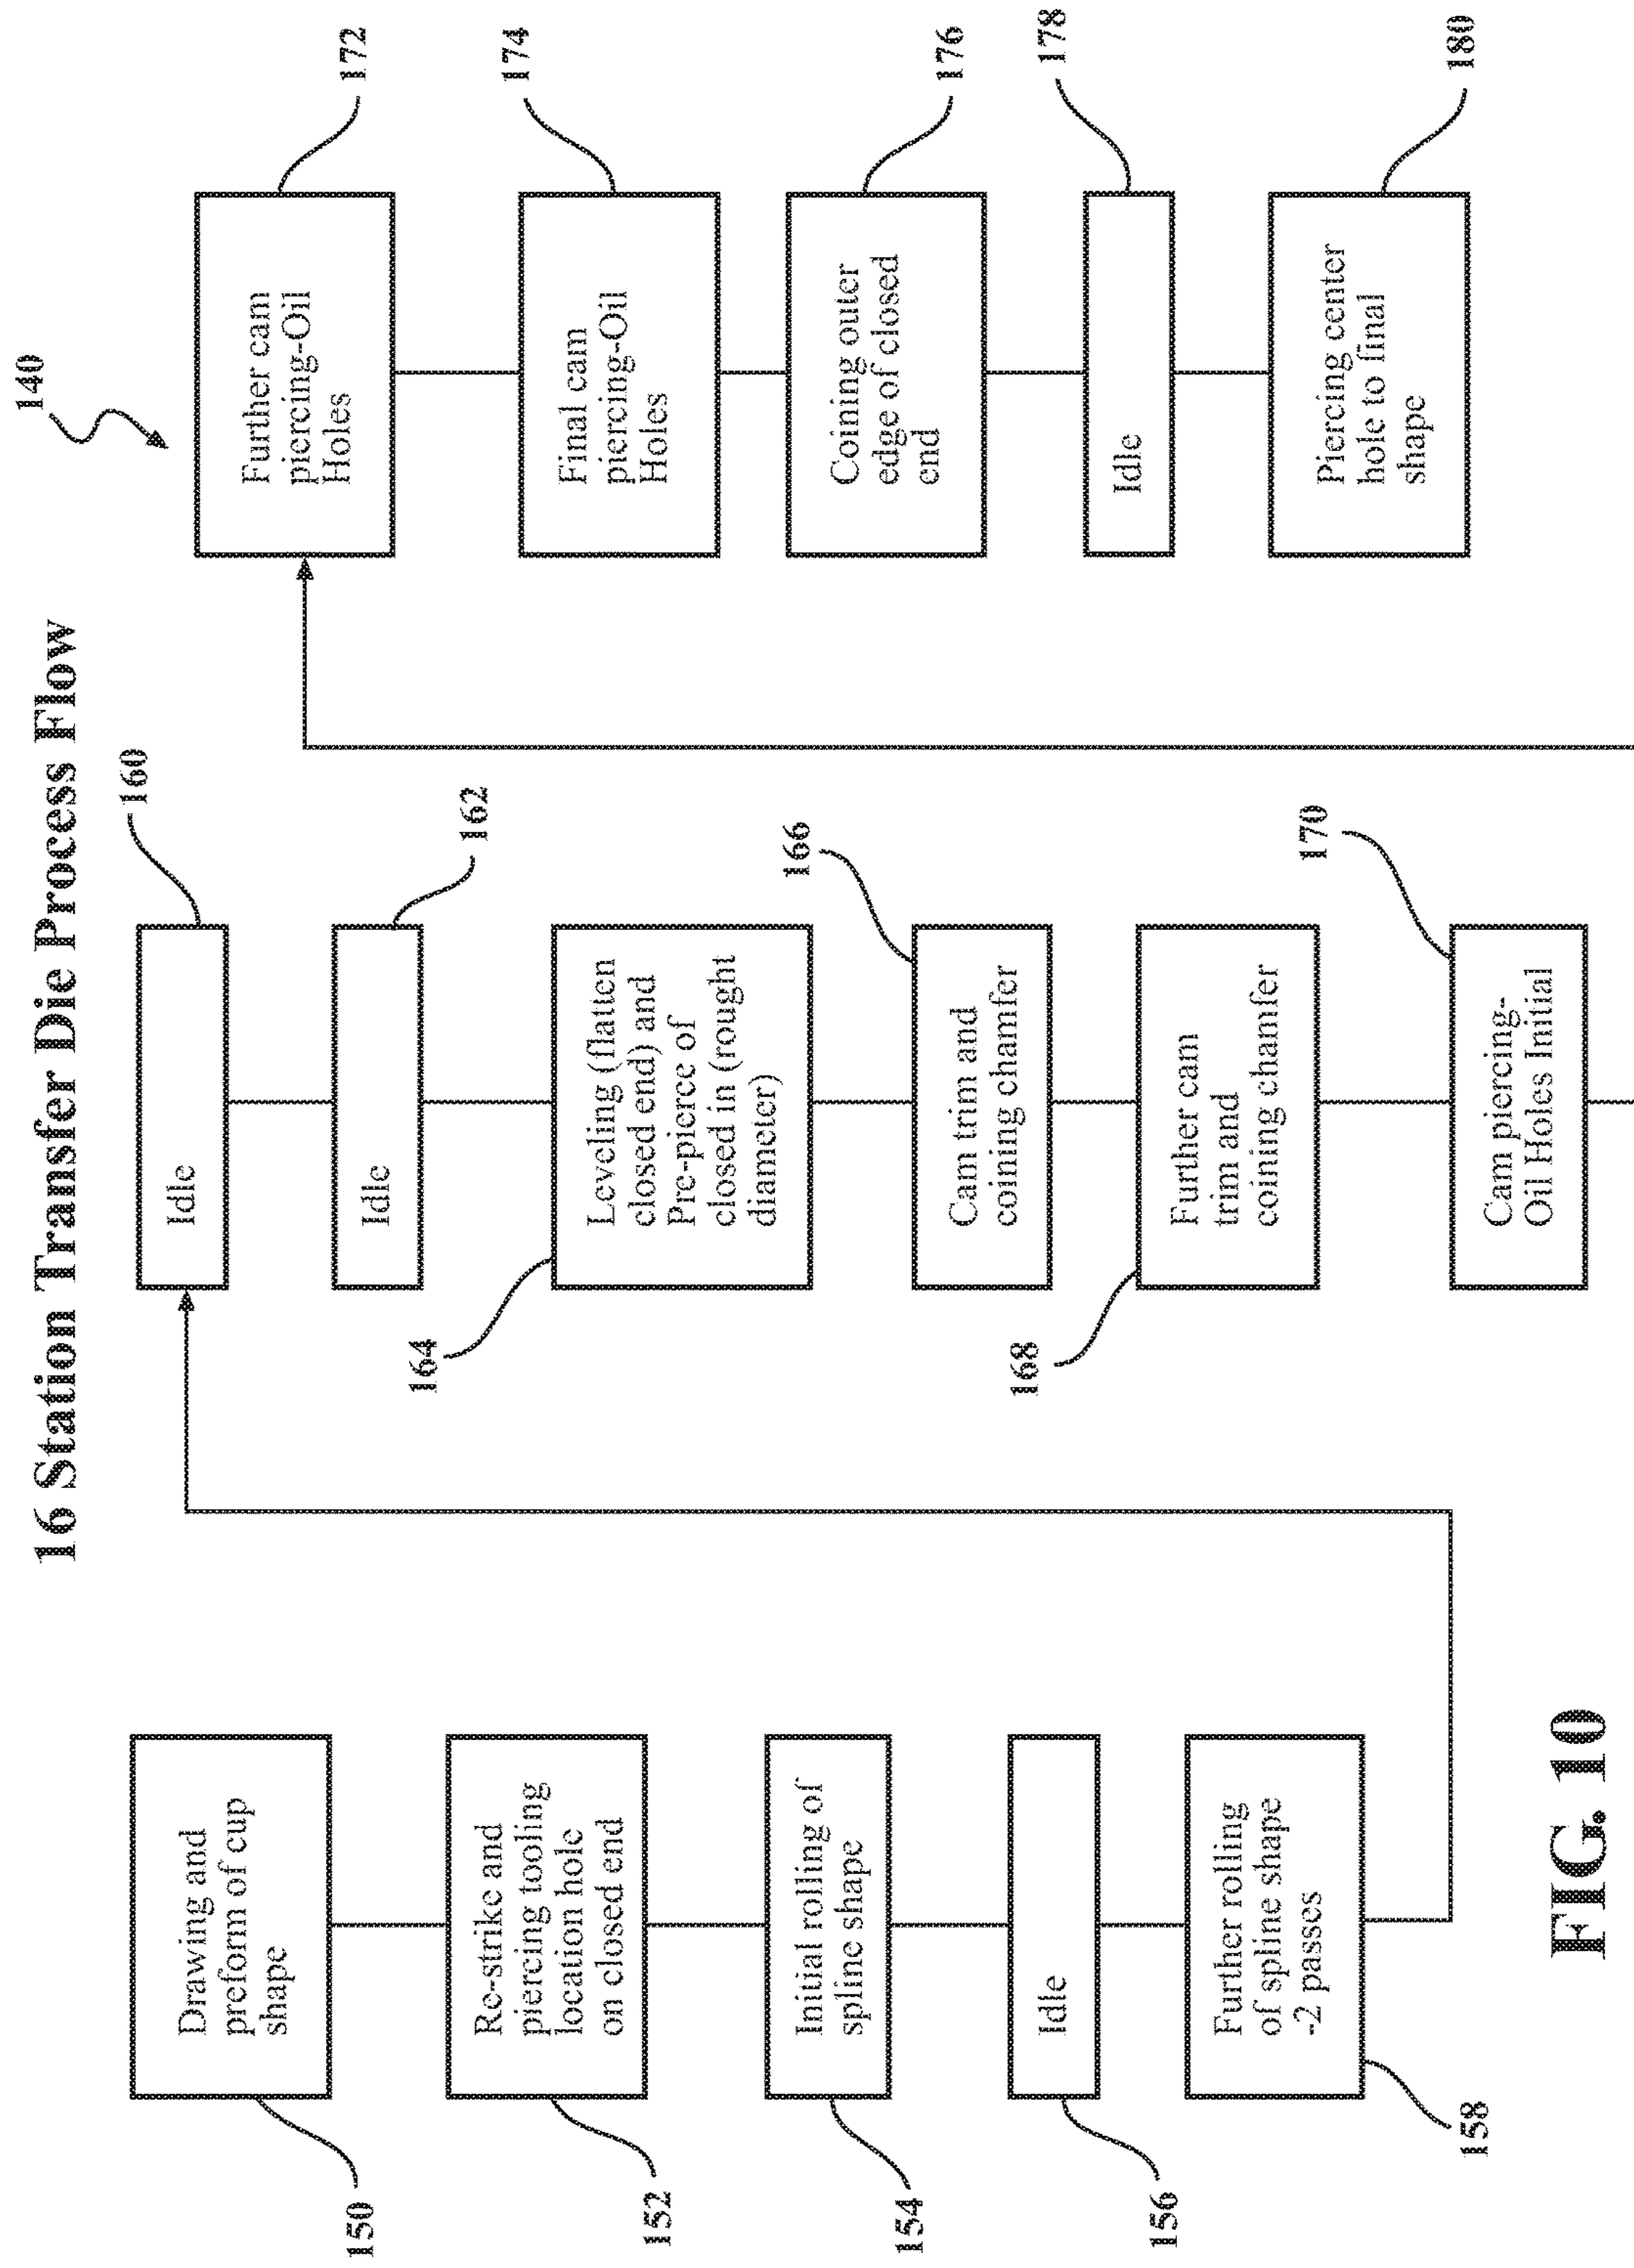 16 Station Transfer Die Process Flow
140
Drawing and
preform of cup
shape
150
Re-strike and
piercing tooling
location hole
on closed end
152
Initial rolling of
spline shape
154
Idle
156
Further rolling
of spline shape
-2 passes
158
Idle
160
Idle
162
Leveling (flatten
closed end) and
Pre-pierce of
closed in (rought
diameter)
164
Cam trim and
coining chamfer
166
Further cam
trim and
coining chamfer
168
Cam piercing-
Oil Holes Initial
170
Further cam
piercing-Oil
Holes
172
Final cam
piercing-Oil
Holes
174
Coining outer
edge of closed
end
176
Idle
178
Piercing center
hole to final
shape
180
FIG. 10